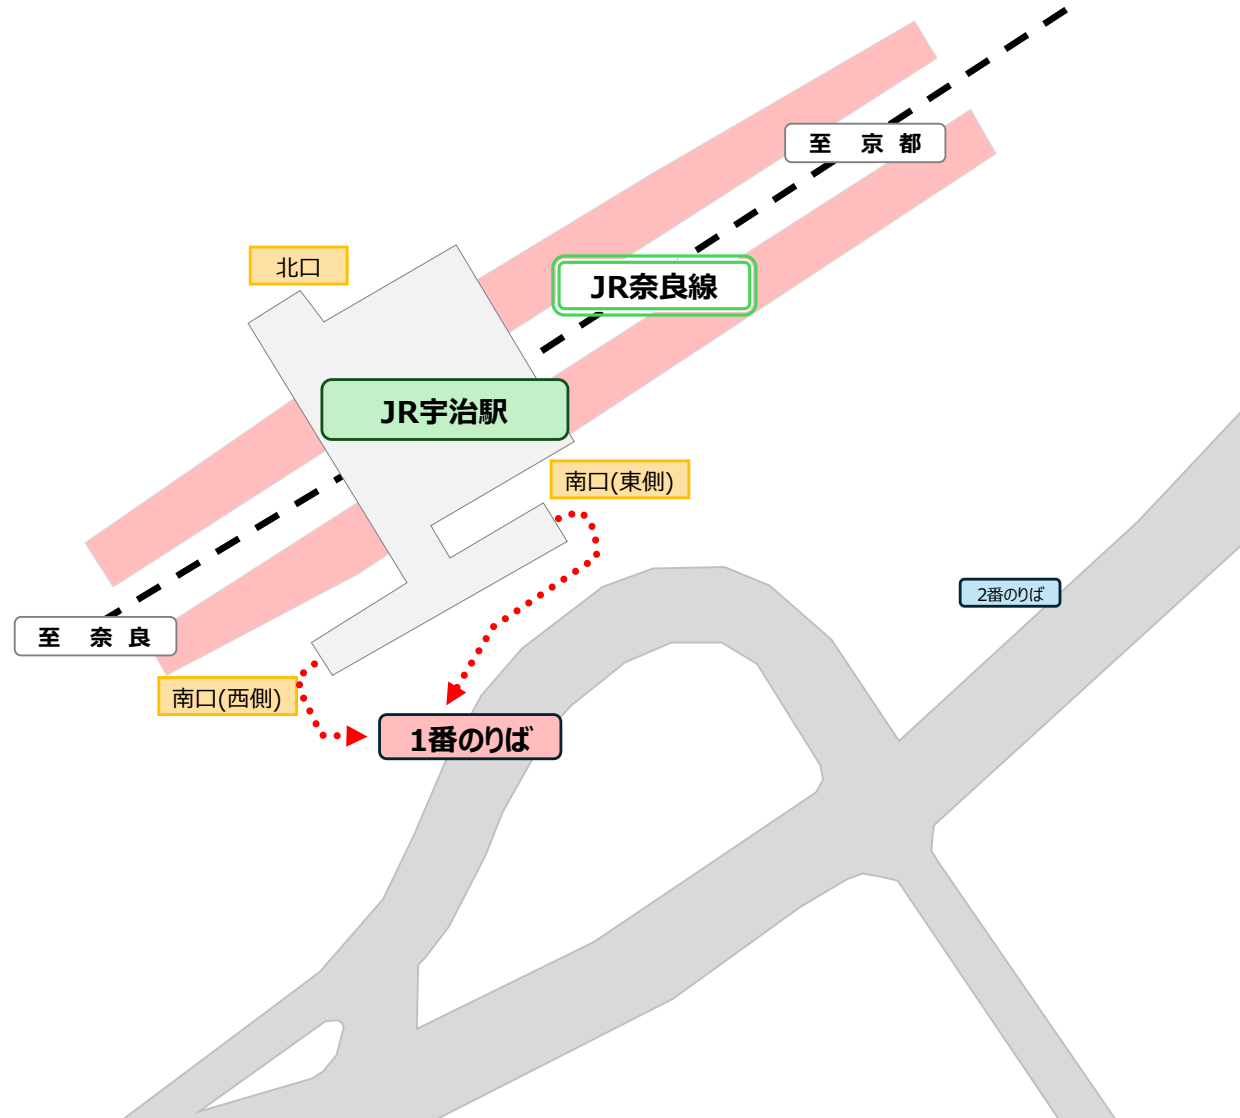 至 京 都
北口
JR奈良線
JR宇治駅
南口(東側)
2番のりば
至 奈 良
南口(西側)
1番のりば